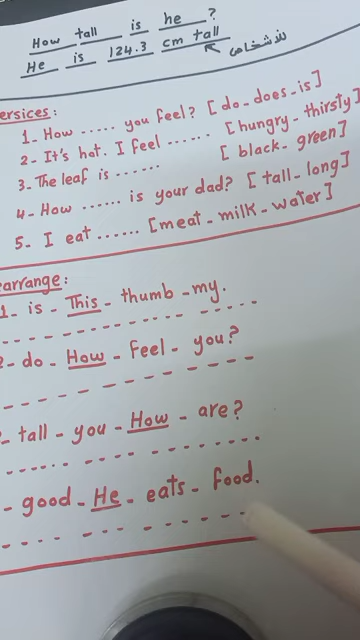 How tall is he?
He is 124.3 cm tall
للأشخاص
ersices:
1- How ...... you feel? [do - does - is]
2- It's hot. I feel ...... [hungry - thirsty]
3- The leaf is ...... [black - green]
4- How ...... is your dad? [tall - long]
5- I eat ...... [meat - milk - water]
earrange:
1- is - This - thumb - my.
- do - How - feel - you?
- tall - you - How - are?
- good - He - eats - food.